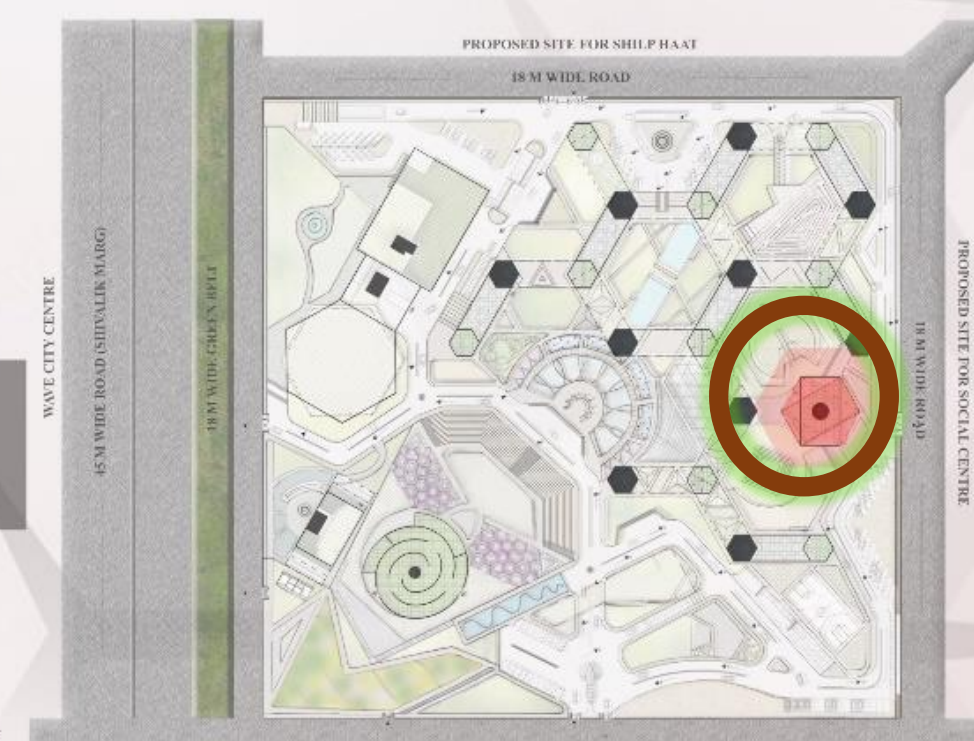 PROPOSED SITE FOR SHILP HAAT
18 M WIDE ROAD
WAVE CITY CENTRE
45 M WIDE ROAD (SHIVALIK MARG)
18 M WIDE GREEN BELT
18 M WIDE ROAD
PROPOSED SITE FOR SOCIAL CENTRE